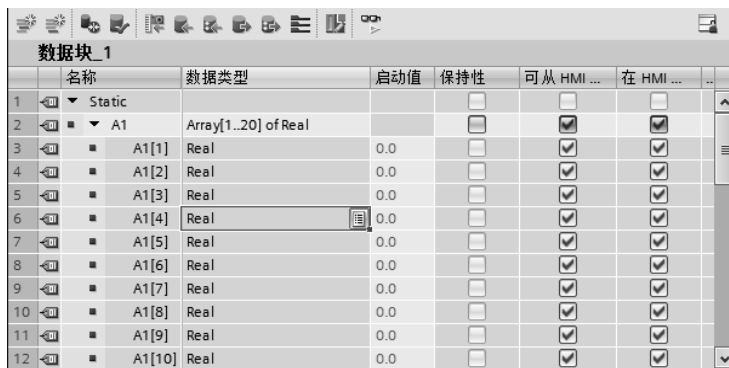 数据块_1
名称 数据类型 启动值 保持性 可从 HMI ... 在 HMI ... ..
1 Static
2 A1 Array[1..20] of Real
3 A1[1] Real 0.0
4 A1[2] Real 0.0
5 A1[3] Real 0.0
6 A1[4] Real 0.0
7 A1[5] Real 0.0
8 A1[6] Real 0.0
9 A1[7] Real 0.0
10 A1[8] Real 0.0
11 A1[9] Real 0.0
12 A1[10] Real 0.0